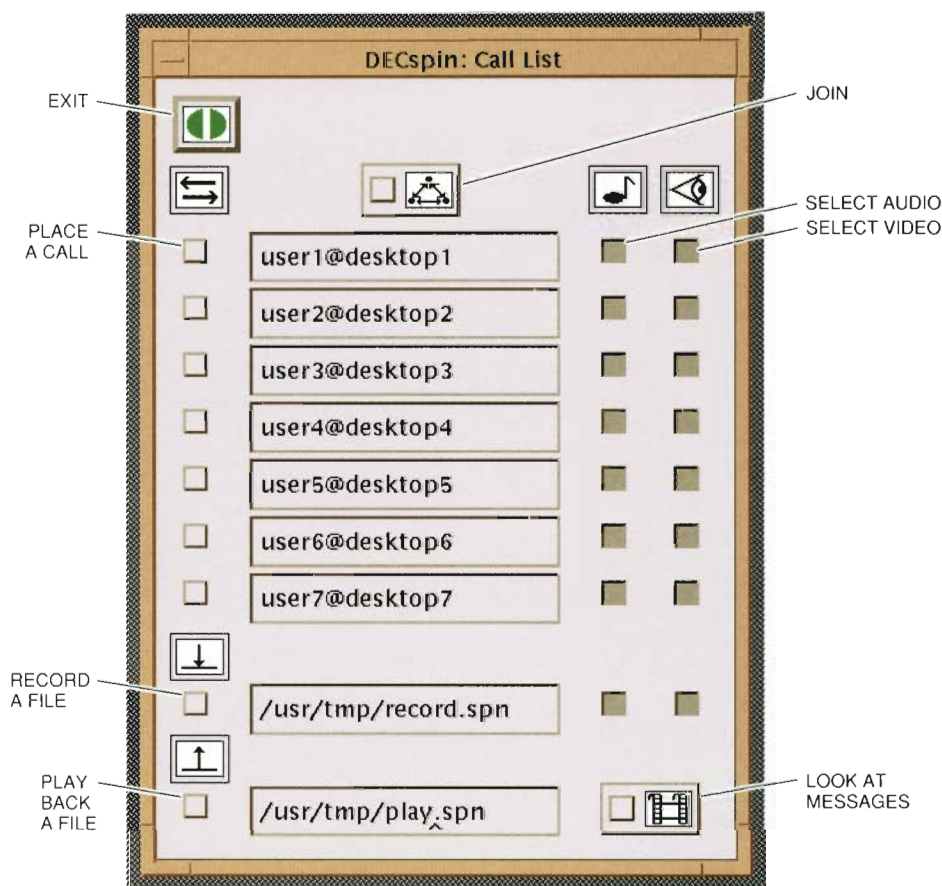 DECspin: Call List
EXIT
JOIN
SELECT AUDIO
SELECT VIDEO
PLACE
A CALL
user1@desktop1
user2@desktop2
user3@desktop3
user4@desktop4
user5@desktop5
user6@desktop6
user7@desktop7
RECORD
A FILE
/usr/tmp/record.spn
PLAY
BACK
A FILE
/usr/tmp/play.spn
LOOK AT
MESSAGES